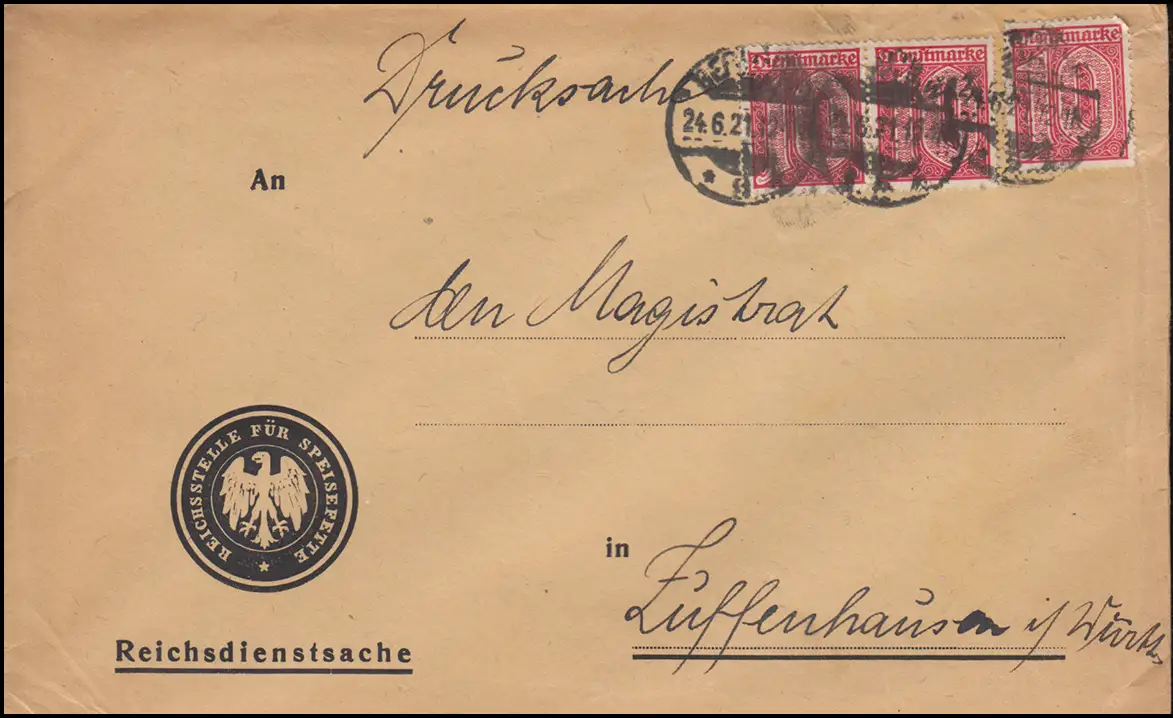 Drucksache
Dienstmarke
Dienstmarke
Dienstmarke
24.6.21
An
den Magistrat
REICHSSTELLE FÜR SPEISEFETTE
in
Zuffenhausen i/ Württ.
Reichsdienstsache